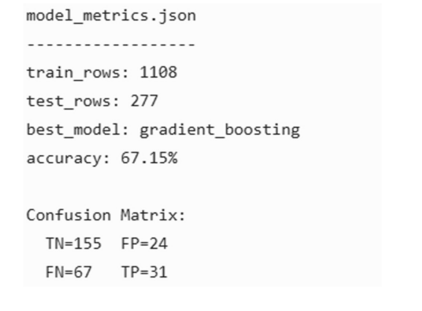 model_metrics.json
------------------
train_rows: 1108
test_rows: 277
best_model: gradient_boosting
accuracy: 67.15%
Confusion Matrix:
TN=155 FP=24
FN=67 TP=31